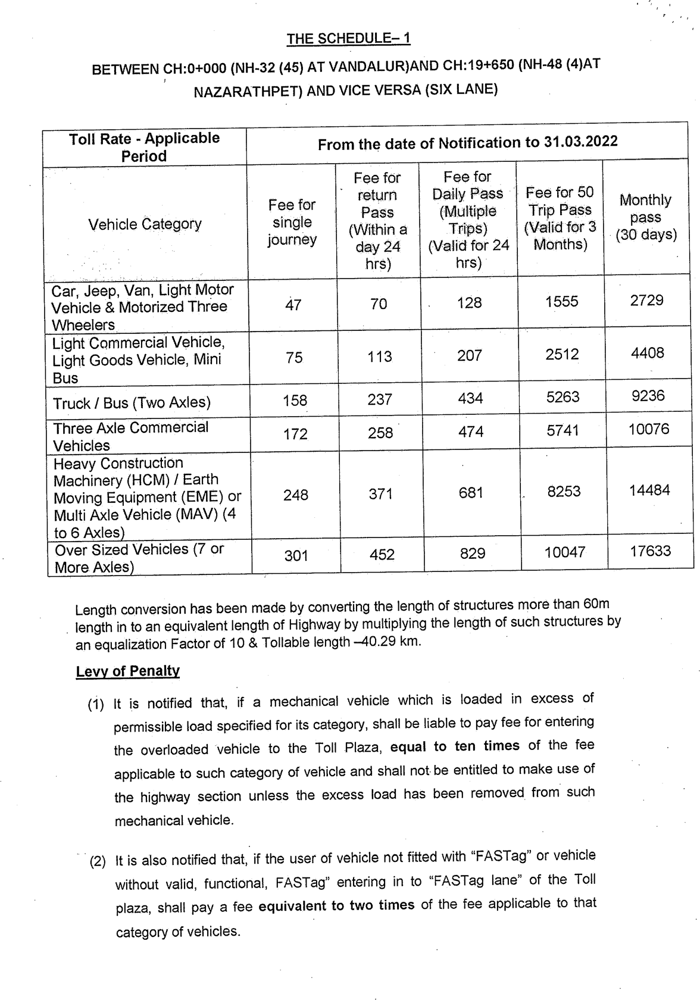 THE SCHEDULE– 1
BETWEEN CH:0+000 (NH-32 (45) AT VANDALUR)AND CH:19+650 (NH-48 (4)AT
NAZARATHPET) AND VICE VERSA (SIX LANE)
Toll Rate - Applicable
Period
From the date of Notification to 31.03.2022
Vehicle Category
Fee for
single
journey
Fee for
return
Pass
(Within a
day 24
hrs)
Fee for
Daily Pass
(Multiple
Trips)
(Valid for 24
hrs)
Fee for 50
Trip Pass
(Valid for 3
Months)
Monthly
pass
(30 days)
Car, Jeep, Van, Light Motor
Vehicle & Motorized Three
Wheelers
47
70
128
1555
2729
Light Commercial Vehicle,
Light Goods Vehicle, Mini
Bus
75
113
207
2512
4408
Truck / Bus (Two Axles)
158
237
434
5263
9236
Three Axle Commercial
Vehicles
172
258
474
5741
10076
Heavy Construction
Machinery (HCM) / Earth
Moving Equipment (EME) or
Multi Axle Vehicle (MAV) (4
to 6 Axles)
248
371
681
8253
14484
Over Sized Vehicles (7 or
More Axles)
301
452
829
10047
17633
Length conversion has been made by converting the length of structures more than 60m
length in to an equivalent length of Highway by multiplying the length of such structures by
an equalization Factor of 10 & Tollable length –40.29 km.
Levy of Penalty
(1) It is notified that, if a mechanical vehicle which is loaded in excess of
permissible load specified for its category, shall be liable to pay fee for entering
the overloaded vehicle to the Toll Plaza, equal to ten times of the fee
applicable to such category of vehicle and shall not be entitled to make use of
the highway section unless the excess load has been removed from such
mechanical vehicle.
(2) It is also notified that, if the user of vehicle not fitted with “FASTag” or vehicle
without valid, functional, FASTag” entering in to “FASTag lane” of the Toll
plaza, shall pay a fee equivalent to two times of the fee applicable to that
category of vehicles.